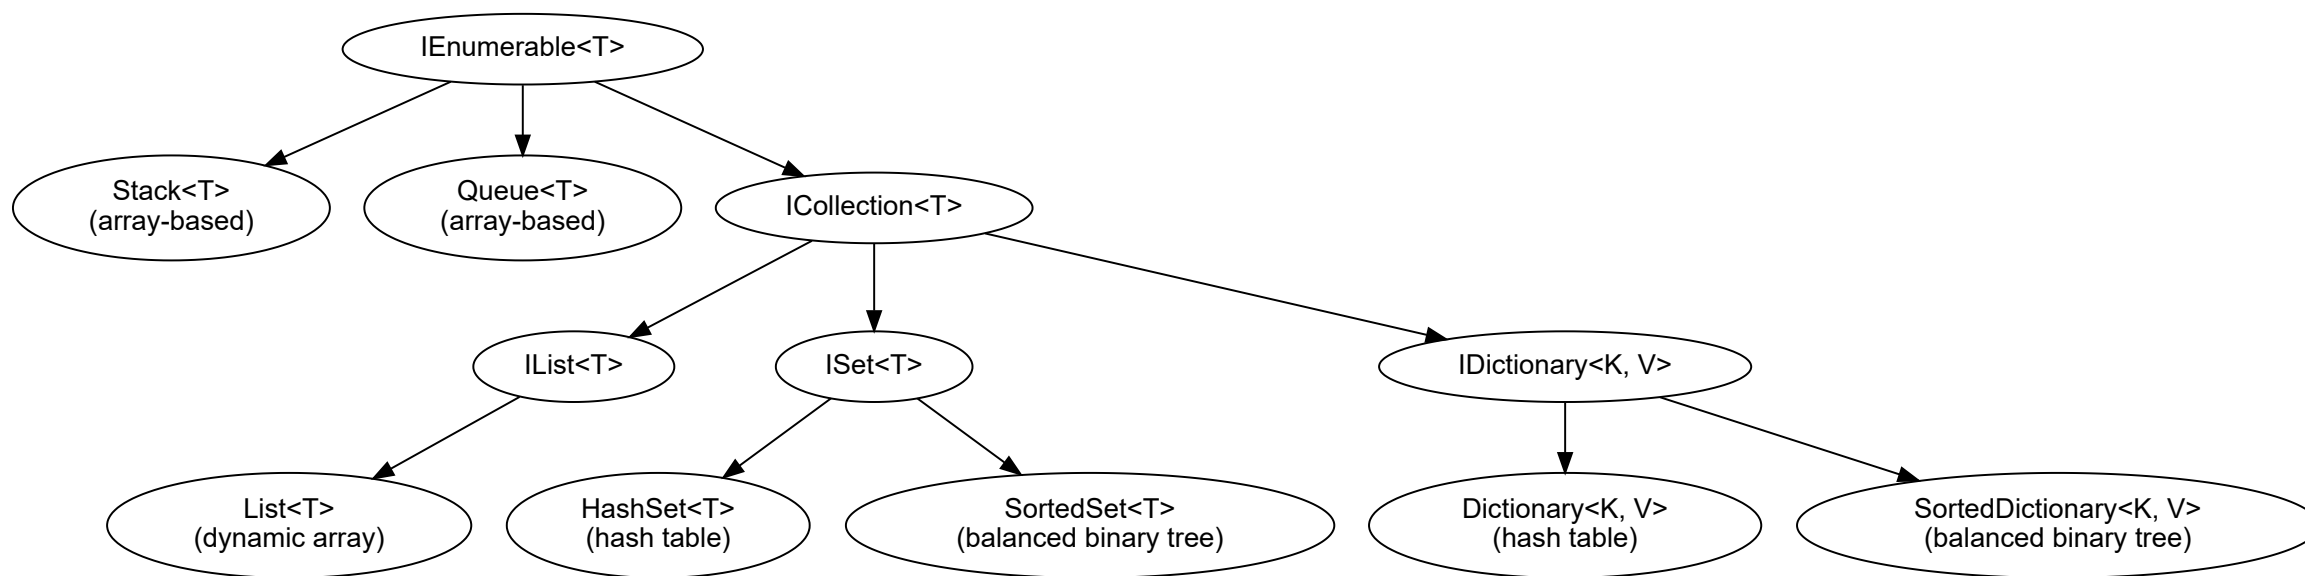 IEnumerable<T>
Stack<T>
(array-based)
Queue<T>
(array-based)
ICollection<T>
IList<T>
ISet<T>
IDictionary<K, V>
List<T>
(dynamic array)
HashSet<T>
(hash table)
SortedSet<T>
(balanced binary tree)
Dictionary<K, V>
(hash table)
SortedDictionary<K, V>
(balanced binary tree)